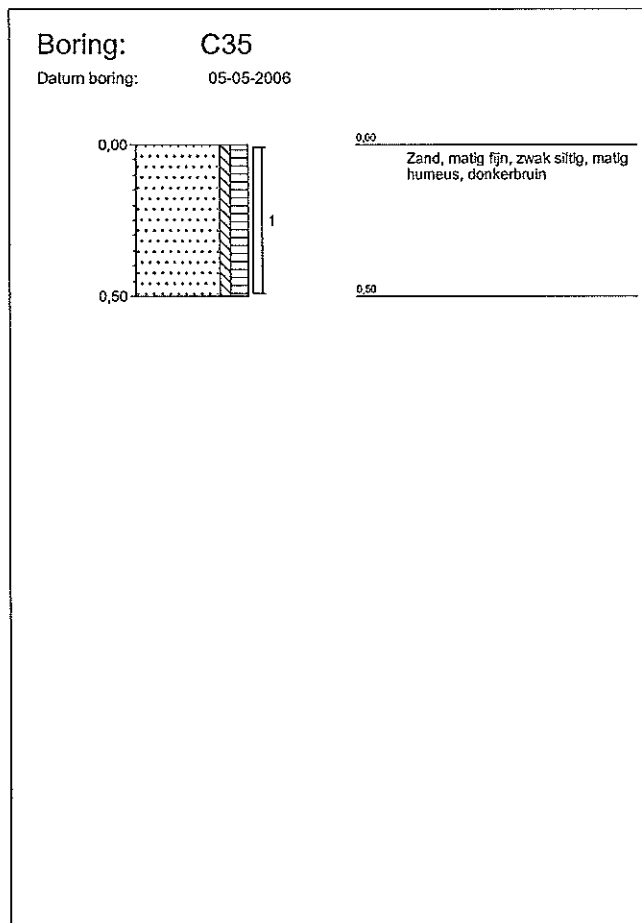 Boring: C35
Datum boring: 05-05-2006
0,00
0,50
1
0,00
Zand, matig fijn, zwak siltig, matig
humeus, donkerbruin
0,50